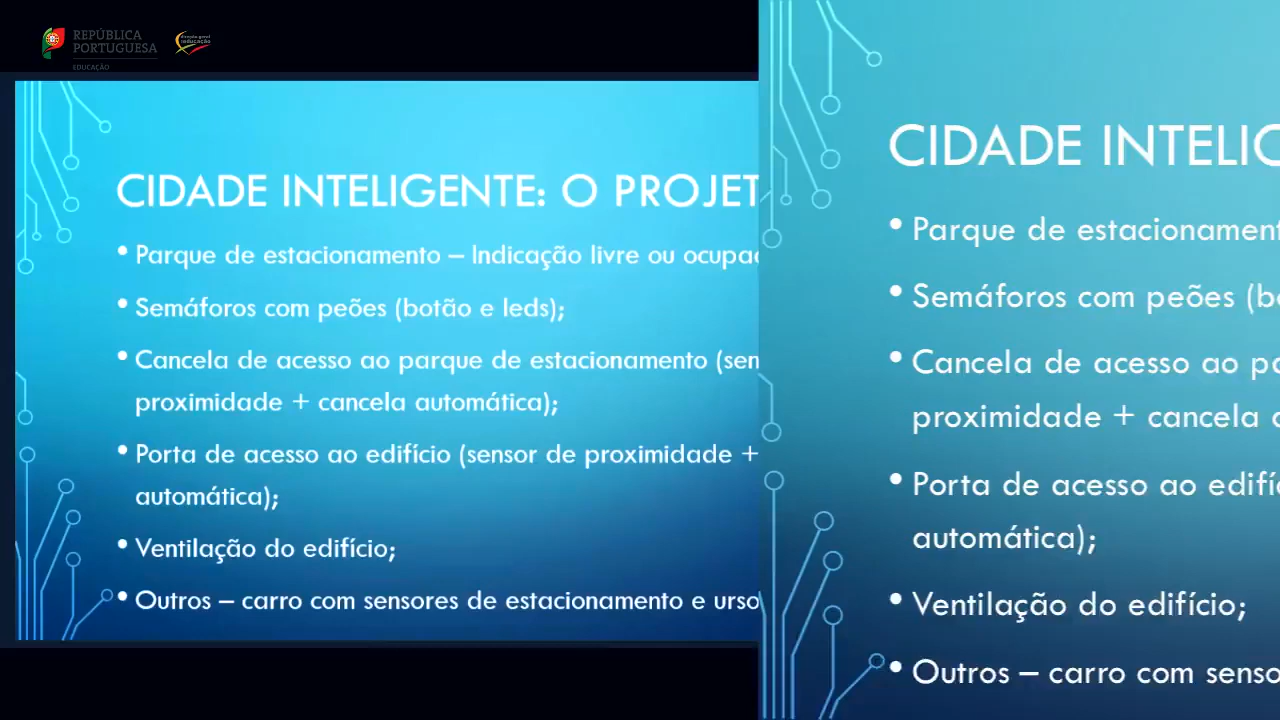 REPÚBLICA
PORTUGUESA
EDUCAÇÃO
direção-geral
educação
CIDADE INTELIGENTE: O PROJET
• Parque de estacionamento – Indicação livre ou ocupad
• Semáforos com peões (botão e leds);
• Cancela de acesso ao parque de estacionamento (sen
proximidade + cancela automática);
• Porta de acesso ao edifício (sensor de proximidade +
automática);
• Ventilação do edifício;
• Outros – carro com sensores de estacionamento e urso
CIDADE INTELIG
• Parque de estacionament
• Semáforos com peões (bo
• Cancela de acesso ao pa
proximidade + cancela a
• Porta de acesso ao edifíc
automática);
• Ventilação do edifício;
• Outros – carro com senso